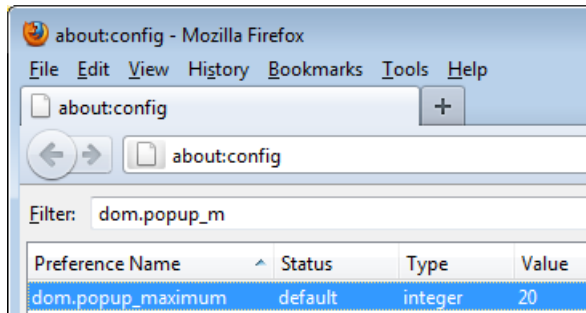 about:config - Mozilla Firefox
File Edit View History Bookmarks Tools Help
about:config +
about:config
Filter: dom.popup_m
Preference Name Status Type Value
dom.popup_maximum default integer 20